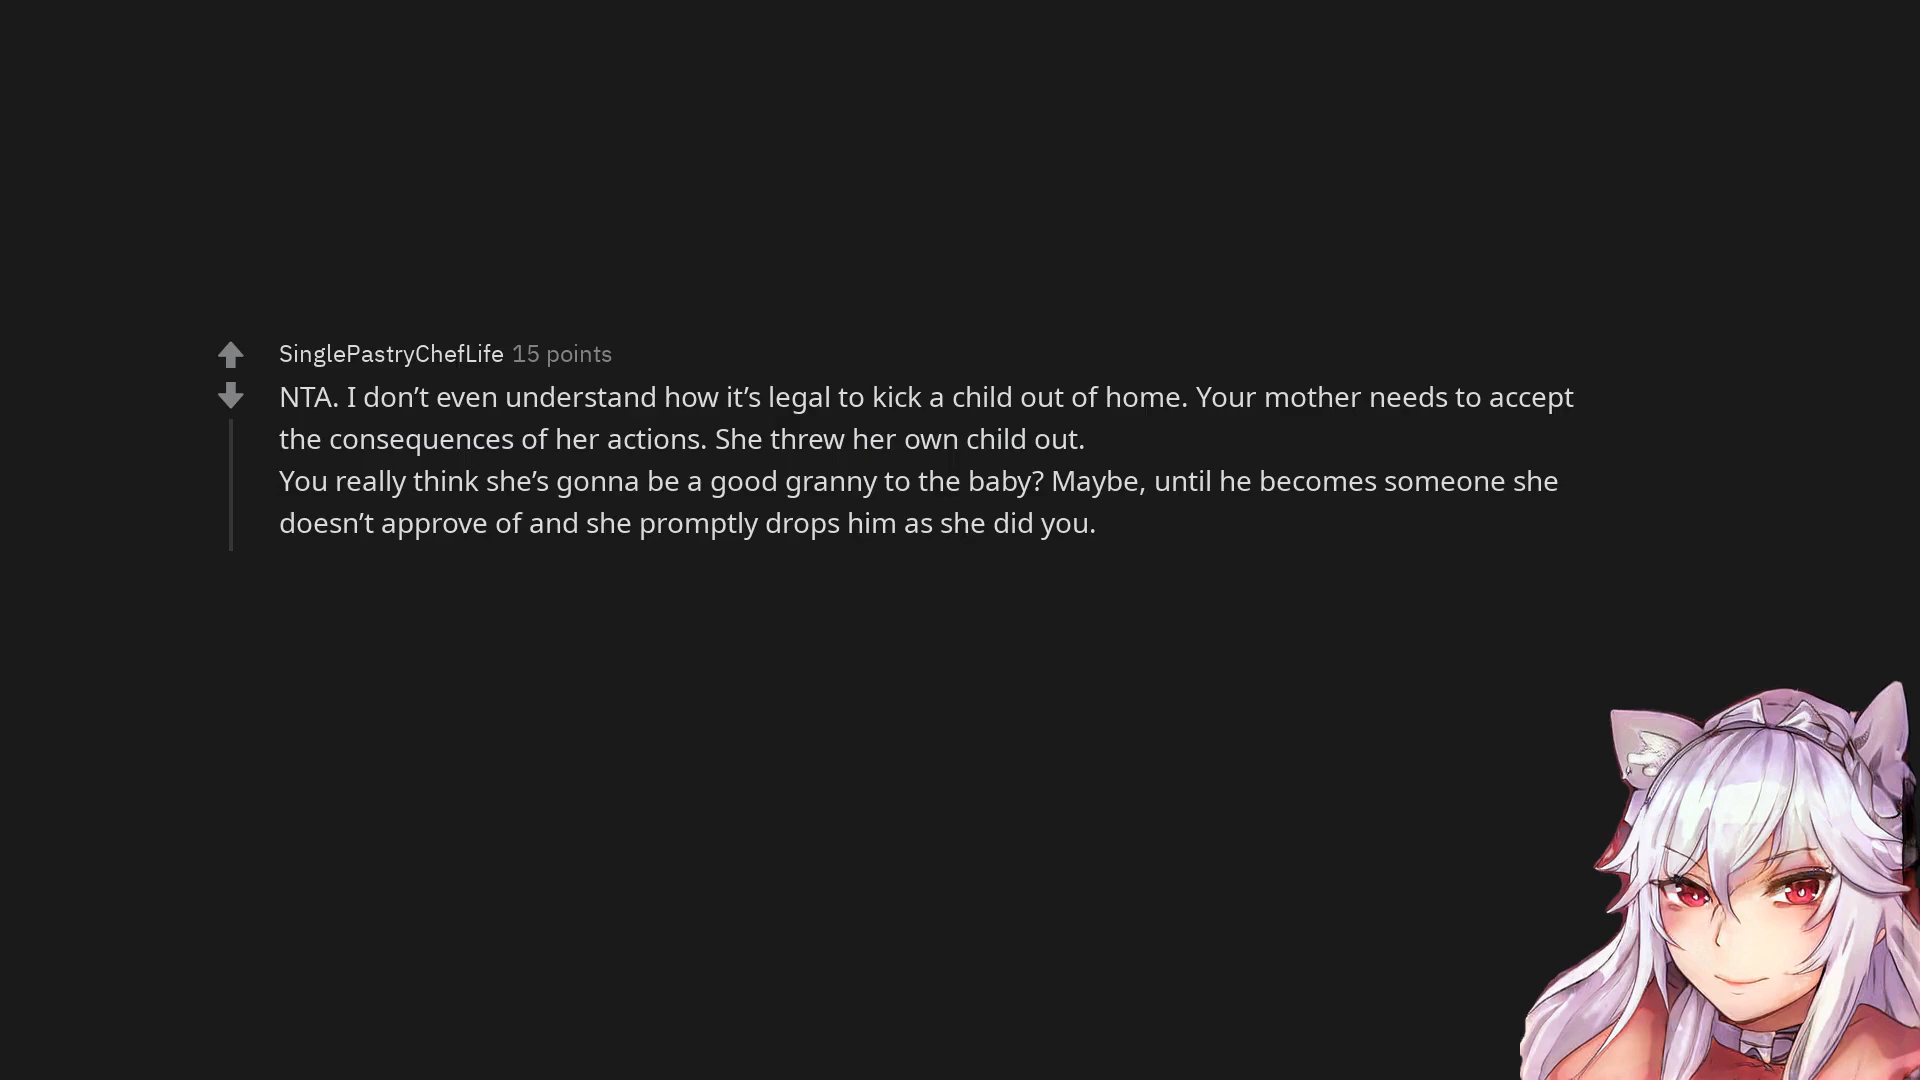 SinglePastryChefLife 15 points
NTA. I don’t even understand how it’s legal to kick a child out of home. Your mother needs to accept
the consequences of her actions. She threw her own child out.
You really think she’s gonna be a good granny to the baby? Maybe, until he becomes someone she
doesn’t approve of and she promptly drops him as she did you.